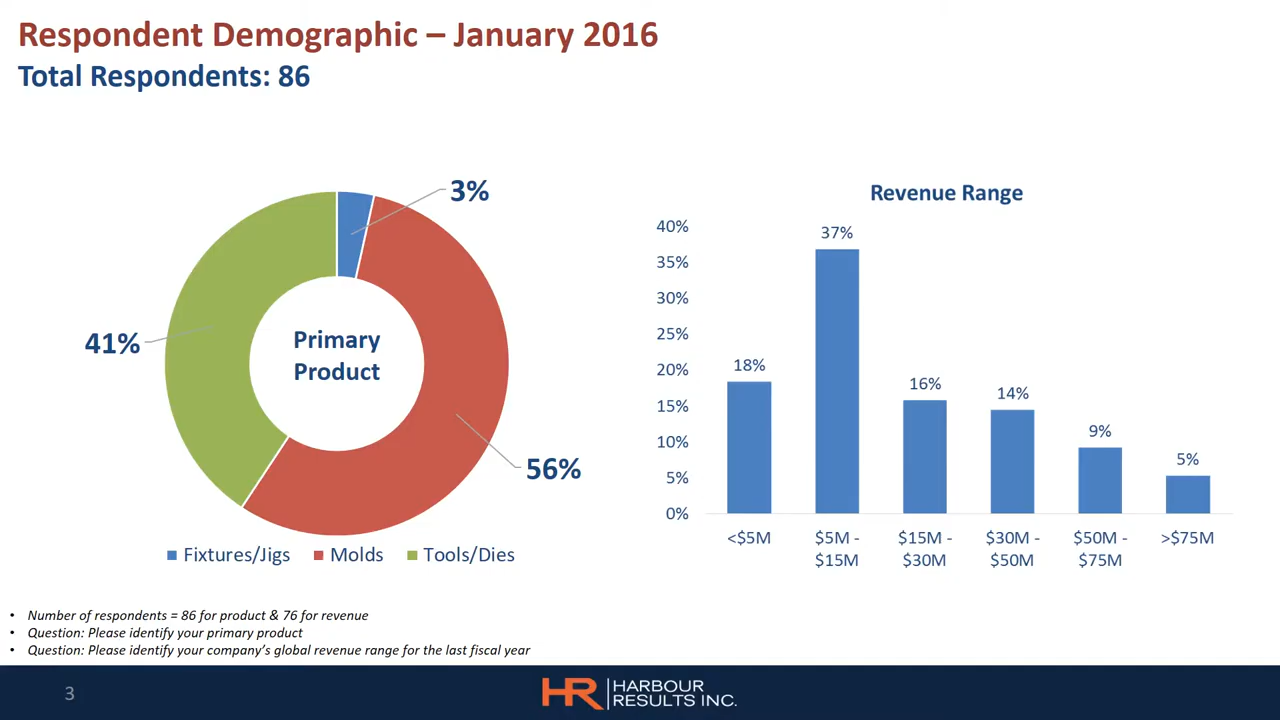 Respondent Demographic – January 2016
Total Respondents: 86
3%
41%
56%
Primary
Product
Fixtures/Jigs Molds Tools/Dies
Revenue Range
40%
35%
30%
25%
20%
15%
10%
5%
0%
18%
37%
16%
14%
9%
5%
<$5M
$5M -
$15M
$15M -
$30M
$30M -
$50M
$50M -
$75M
>$75M
• Number of respondents = 86 for product & 76 for revenue
• Question: Please identify your primary product
• Question: Please identify your company's global revenue range for the last fiscal year
3
HR HARBOUR
RESULTS INC.